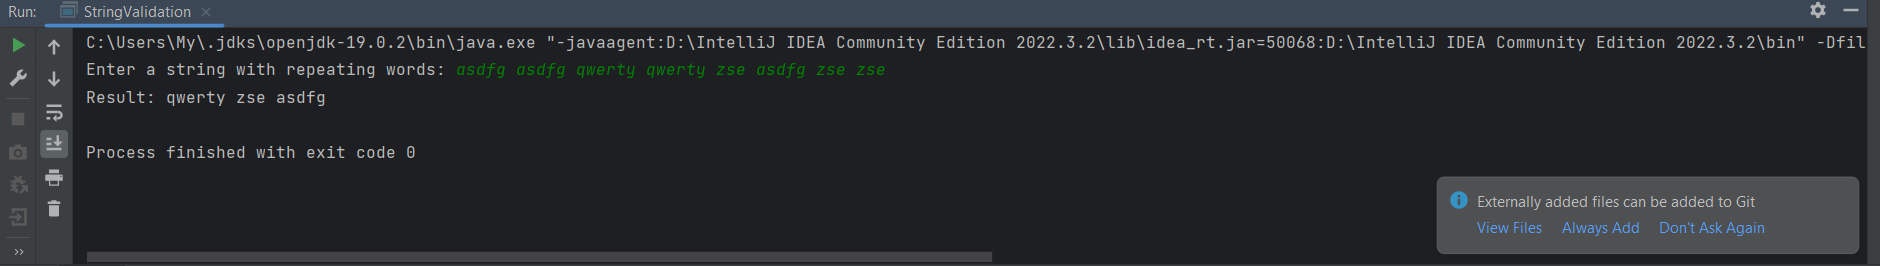 Run: StringValidation
C:\Users\My\.jdks\openjdk-19.0.2\bin\java.exe "-javaagent:D:\IntelliJ IDEA Community Edition 2022.3.2\lib\idea_rt.jar=50068:D:\IntelliJ IDEA Community Edition 2022.3.2\bin" -Dfil
Enter a string with repeating words: asdfg asdfg qwerty qwerty zse asdfg zse zse
Result: qwerty zse asdfg
Process finished with exit code 0
Externally added files can be added to Git
View Files Always Add Don't Ask Again